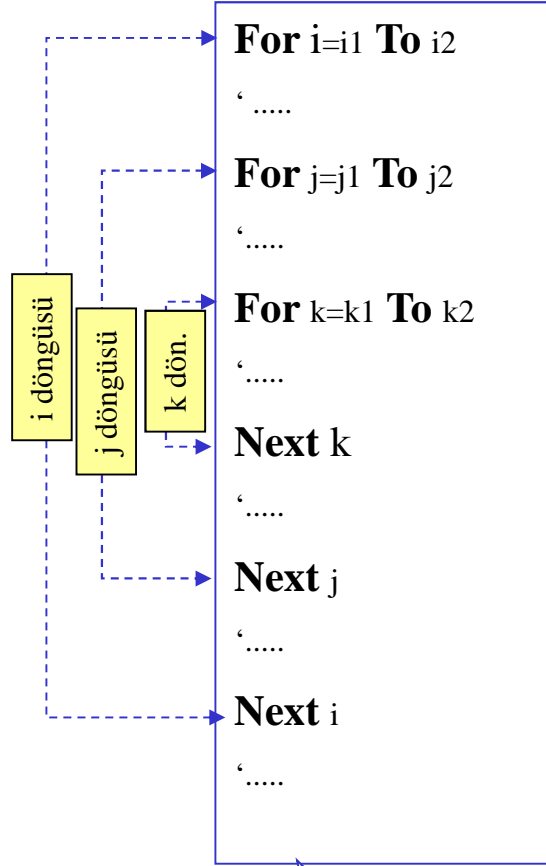 For i=i1 To i2
‘ .....
For j=j1 To j2
‘.....
For k=k1 To k2
‘.....
Next k
‘.....
Next j
‘.....
Next i
‘.....
i döngüsü
j döngüsü
k dön.